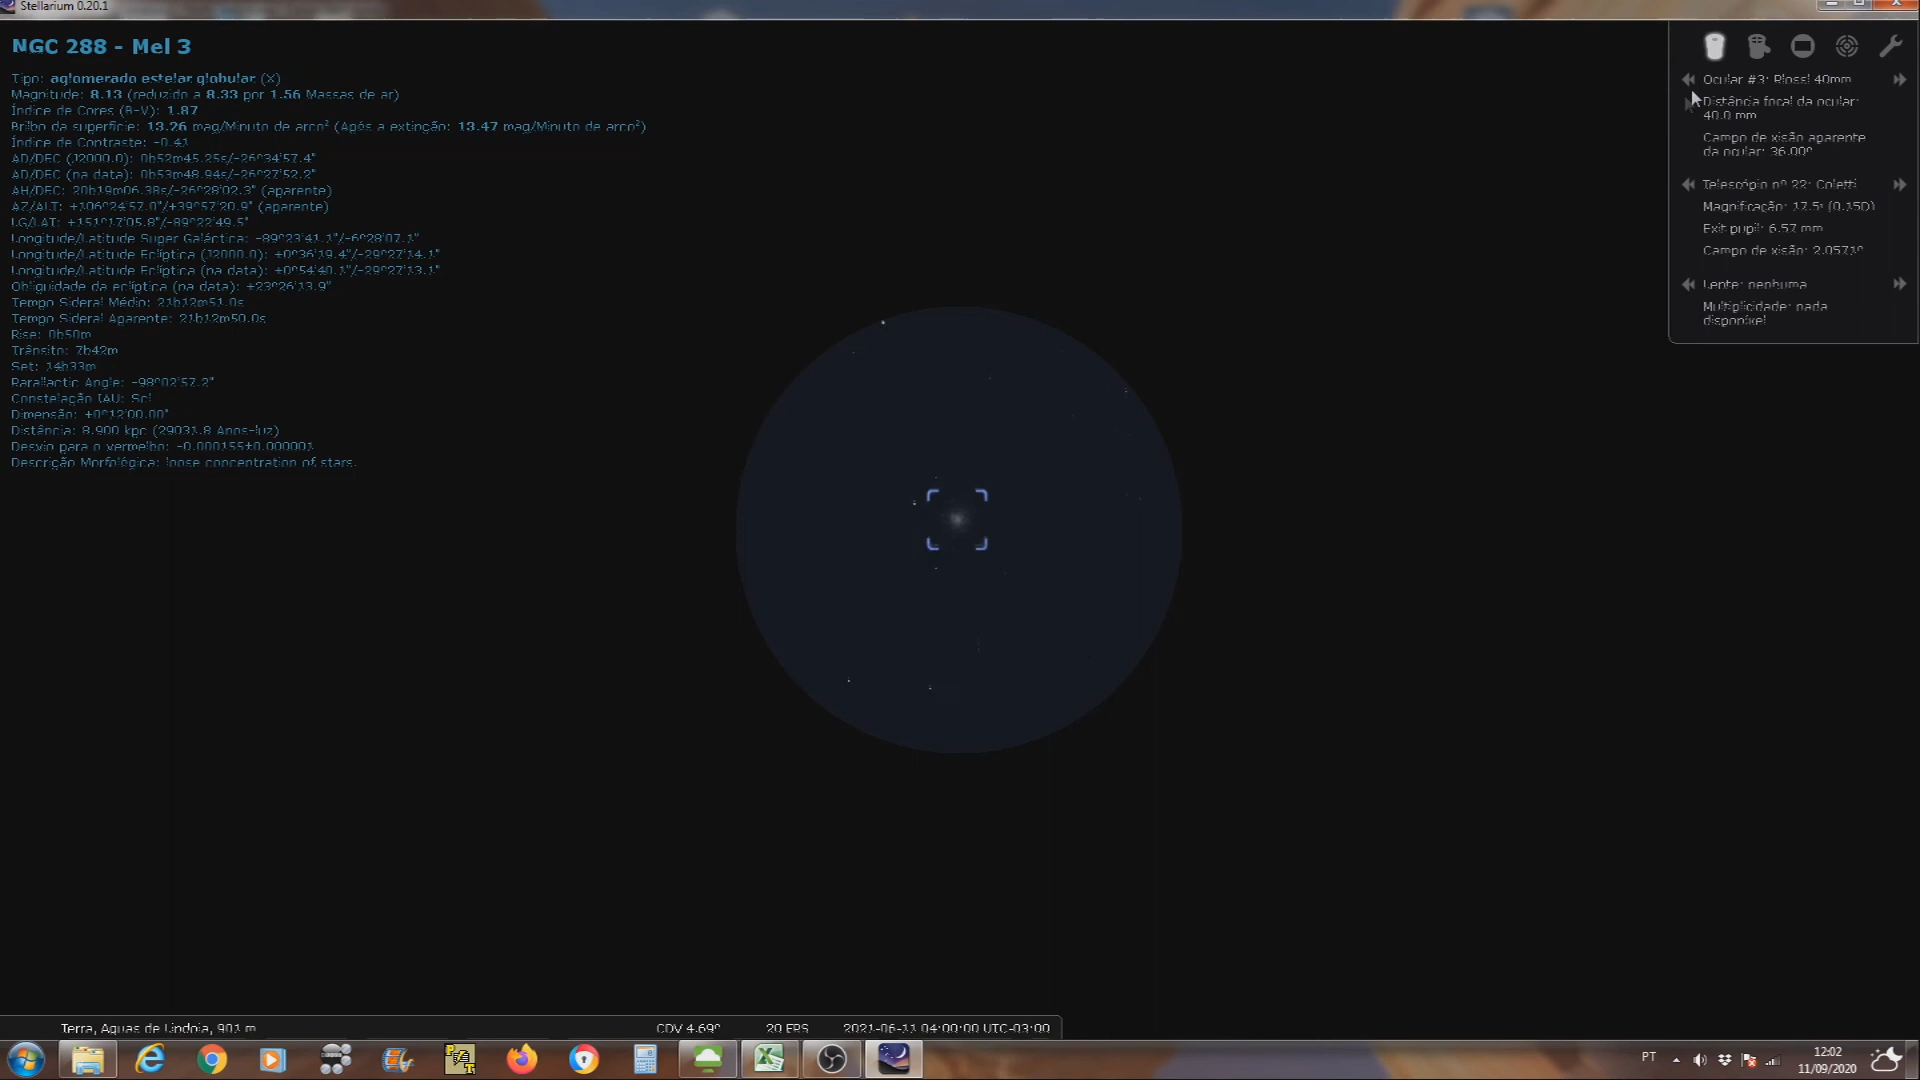 Stellarium 0.20.1
NGC 288 - Mel 3
Tipo: aglomerado estelar globular (X)
Magnitude: 8.13 (reduzido a 8.33 por 1.56 Massas de ar)
Índice de Cores (B-V): 1.87
Brilho da superfície: 13.26 mag/Minuto de arco² (Após a extinção: 13.47 mag/Minuto de arco²)
Índice de Contraste: -0.41
AD/DEC (J2000.0): 0h52m45.25s/-26°34'57.4"
AD/DEC (na data): 0h53m48.94s/-26°27'52.2"
AH/DEC: 20h19m06.38s/-26°28'02.3" (aparente)
AZ/ALT: +106°24'57.0"/+39°57'20.9" (aparente)
LG/LAT: +151°17'05.8"/-89°22'49.5"
Longitude/Latitude Super Galáctica: -89°23'41.1"/-6°28'07.1"
Longitude/Latitude Eclíptica (J2000.0): +0°36'19.4"/-29°27'14.1"
Longitude/Latitude Eclíptica (na data): +0°54'40.1"/-29°27'13.1"
Obliquidade da eclíptica (na data): +23°26'13.9"
Tempo Sideral Médio: 21h12m51.0s
Tempo Sideral Aparente: 21h12m50.0s
Rise: 0h50m
Trânsito: 7h42m
Set: 14h33m
Parallactic Angle: -98°02'57.2"
Constelação IAU: Scl
Dimensão: +0°12'00.00"
Distância: 8.900 kpc (29031.8 Anos-luz)
Desvio para o vermelho: -0.000155±0.000001
Descrição Morfológica: loose concentration of stars.
Ocular #3: Plossl 40mm
Distância focal da ocular:
40.0 mm
Campo de visão aparente
da ocular: 36.00°
Telescópio nº 22: Coletti
Magnificação: 17.5× (0.15D)
Exit pupil: 6.57 mm
Campo de visão: 2.0571°
Lente: nenhuma
Multiplicidade: nada
disponível
Terra, Aguas de Lindoia, 901 m
CDV 4.69°
20 FPS
2021-06-11 04:00:00 UTC-03:00
PT
12:02
11/09/2020